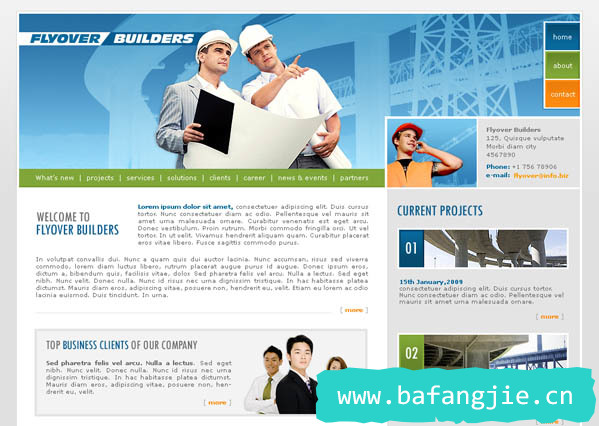 FLYOVER BUILDERS
home
about
contact
Flyover Builders
125, Quisque vulputate
Morbi diam city
4567890
Phone: +1 756 78906
e-mail: flyover@info.biz
What's new | projects | services | solutions | clients | career | news & events | partners
WELCOME TO
FLYOVER BUILDERS
Lorem ipsum dolor sit amet, consectetuer adipiscing elit. Duis cursus
tortor. Nunc consectetuer diam ac odio. Pellentesque vel mauris sit
amet mi sit amet urna malesuada ornare. Curabitur venenatis est eget arcu.
Donec vestibulum. Proin rutrum. Morbi commodo fringilla orci. Ut vel
tortor. In ut velit. Vivamus hendrerit aliquam quam. Curabitur placerat
eros vitae libero. Fusce sagittis commodo purus.
In volutpat convallis dui. Nunc a quam quis dui auctor lacinia. Nunc accumsan, risus sed viverra
commodo, lorem diam luctus libero, rutrum placerat augue purus id augue. Donec ipsum eros,
dictum a, bibendum quis, facilisis vitae, dolor. Sed pharetra felis vel arcu. Nulla a lectus. Sed eget
nibh. Nunc velit. Donec nulla. Nunc id risus nec urna dignissim tristique. In hac habitasse platea
dictumst. Mauris diam eros, adipiscing vitae, posuere non, hendrerit eu, velit. Etiam eu lorem ac odio
lacinia euismod. Duis tincidunt. In urna.
[ more ]
CURRENT PROJECTS
01
15th January,2009
consectetuer adipiscing elit. Duis cursus tortor.
Nunc consectetuer diam ac odio. Pellentesque vel
mauris sit amet urna malesuada ornare.
[ more ]
02
TOP BUSINESS CLIENTS OF OUR COMPANY
Sed pharetra felis vel arcu. Nulla a lectus. Sed eget
nibh. Nunc velit. Donec nulla. Nunc id risus nec urna
dignissim tristique. In hac habitasse platea dictumst.
Mauris diam eros, adipiscing vitae, posuere non, hen-
drerit eu, velit.
[ more ]
www.bafangjie.cn